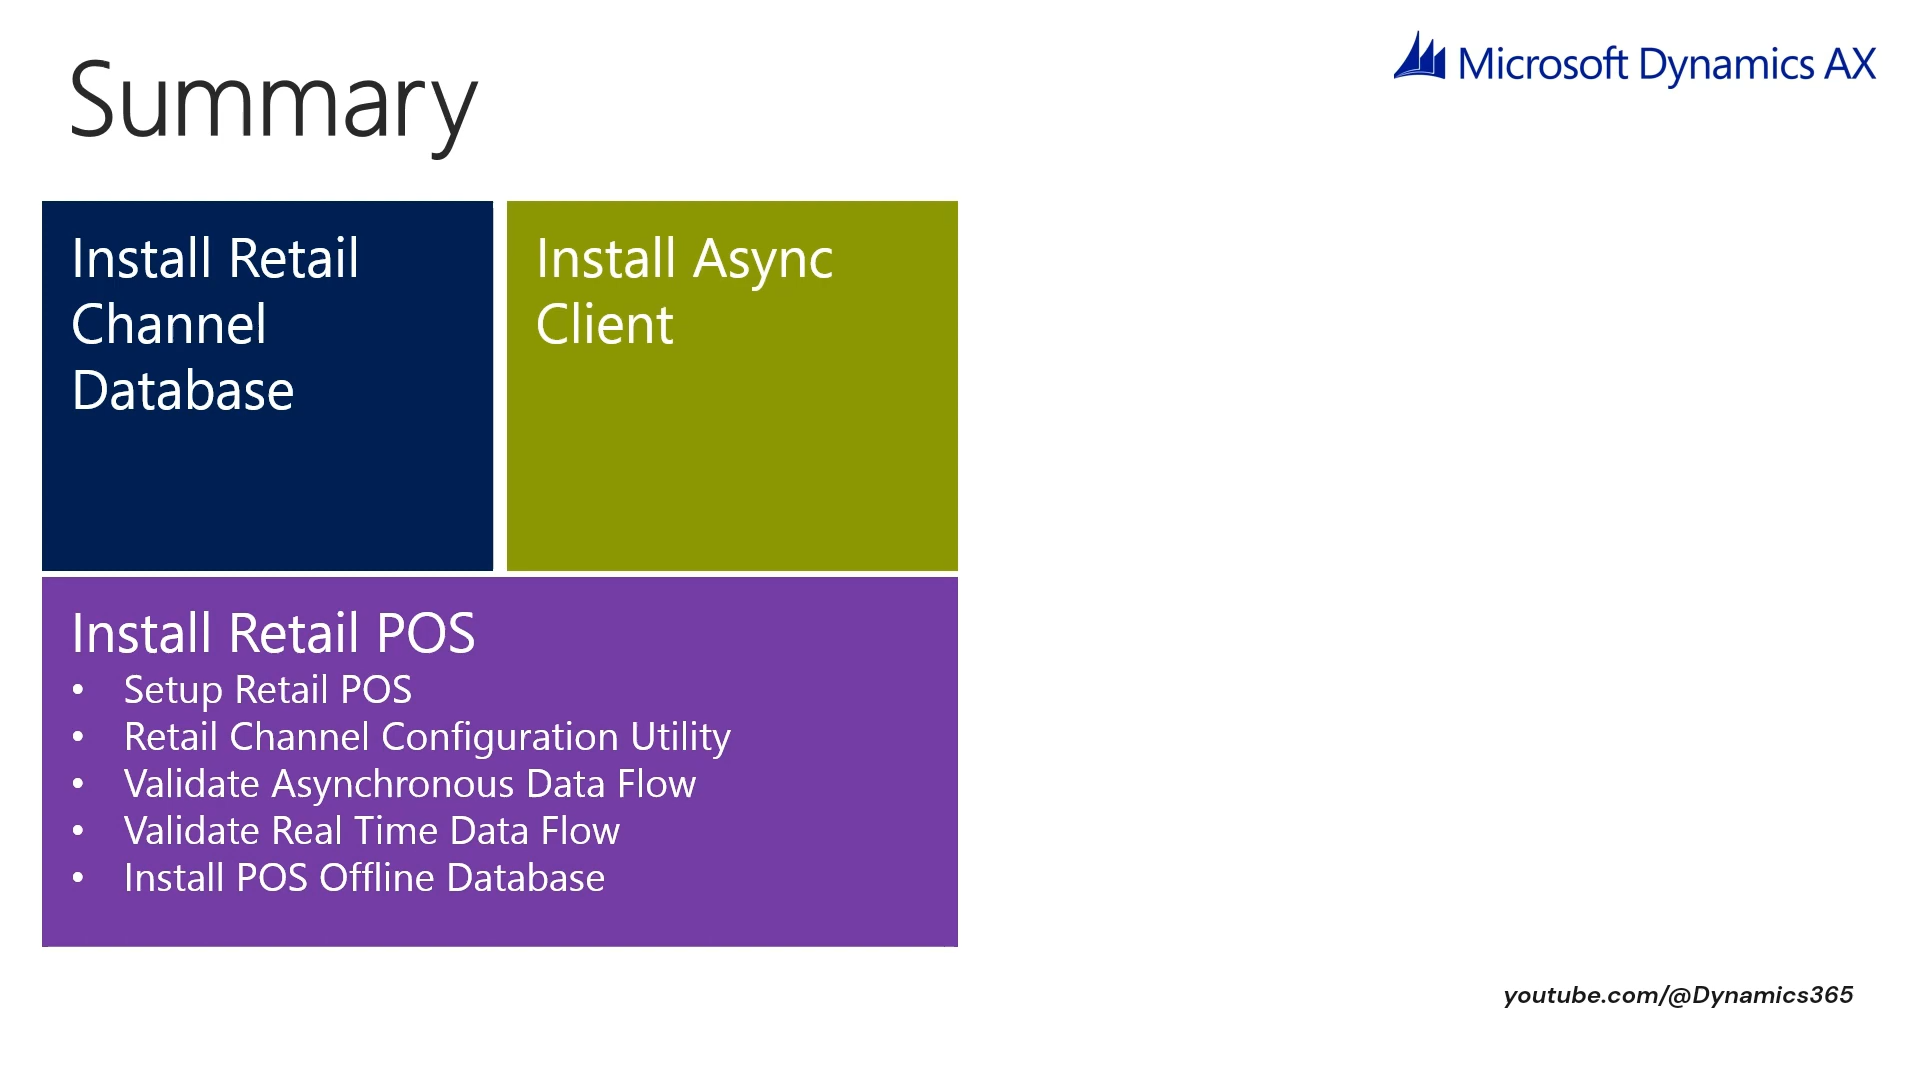 Summary
Microsoft Dynamics AX
Install Retail
Channel
Database
Install Async
Client
Install Retail POS
• Setup Retail POS
• Retail Channel Configuration Utility
• Validate Asynchronous Data Flow
• Validate Real Time Data Flow
• Install POS Offline Database
youtube.com/@Dynamics365